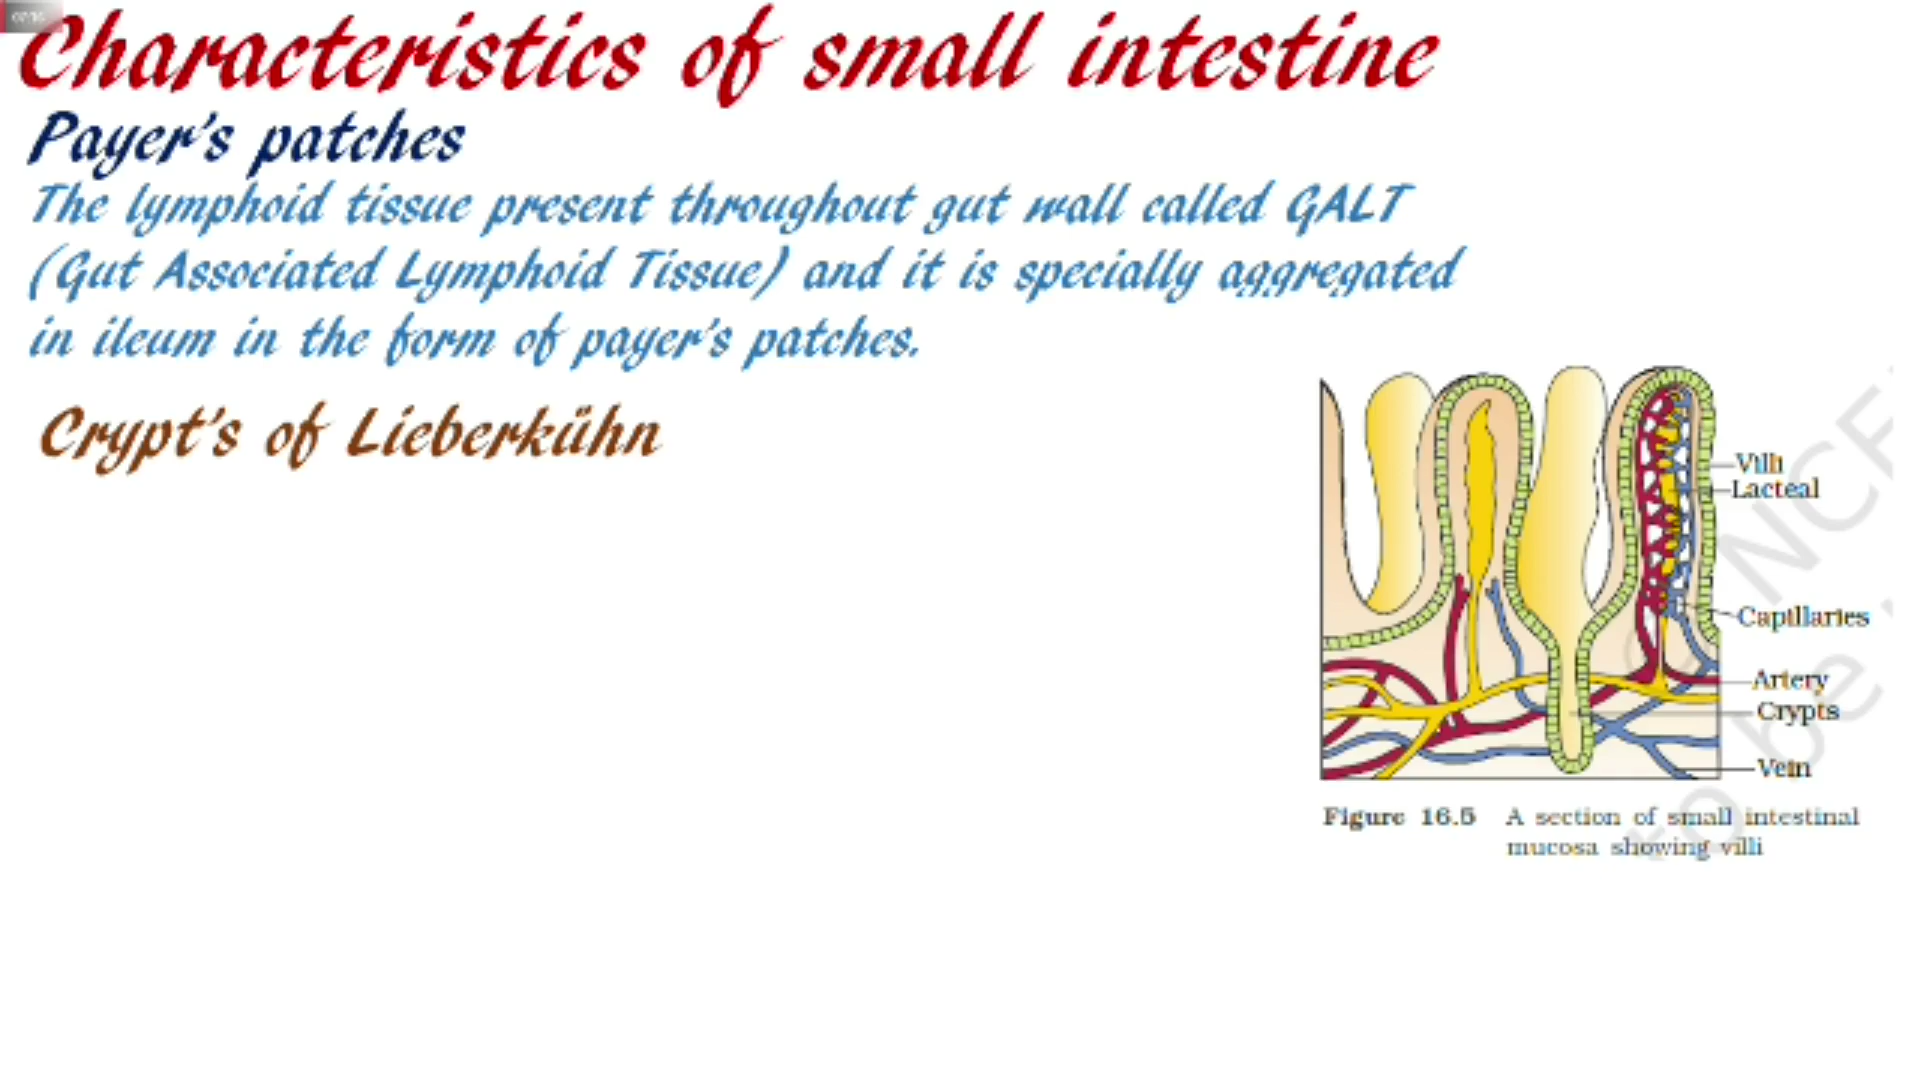 Characteristics of small intestine
Payer's patches
The lymphoid tissue present throughout gut wall called GALT
(Gut Associated Lymphoid Tissue) and it is specially aggregated
in ileum in the form of payer's patches.
Crypt's of Lieberkühn
Villi
Lacteal
Capillaries
Artery
Crypts
Vein
Figure 16.5 A section of small intestinal
mucosa showing villi
to be